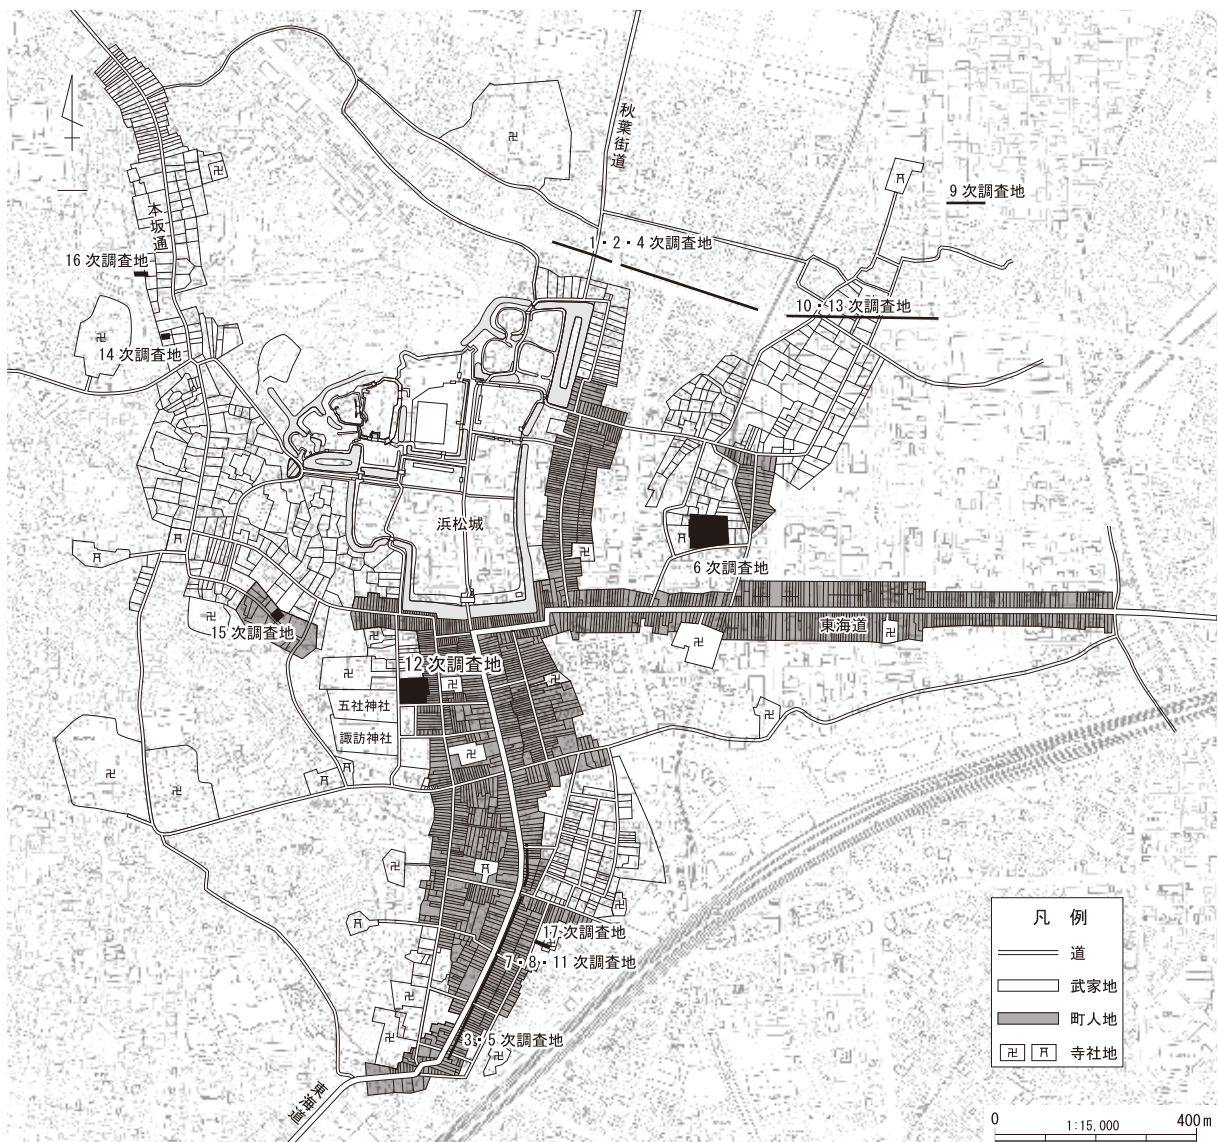 秋葉街道
9次調査地
本坂通
1・2・4次調査地
16次調査地
10・13次調査地
14次調査地
浜松城
6次調査地
15次調査地
東海道
12次調査地
五社神社
諏訪神社
凡 例
17次調査地
道
7・8・11次調査地
武家地
町人地
3・5次調査地
卍 寺社地
東海道
0 1:15,000 400m